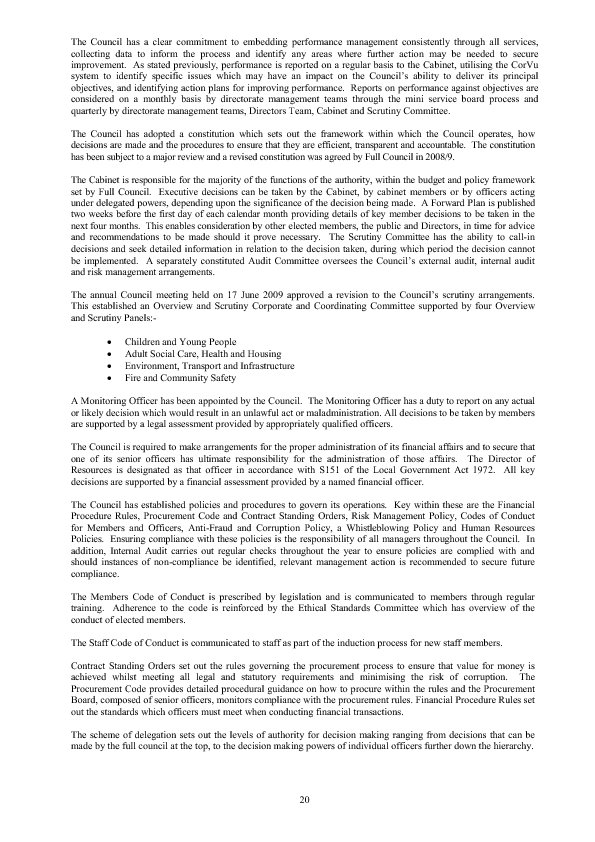 The Council has a clear commitment to embedding performance management consistently through all services,
collecting data to inform the process and identify any areas where further action may be needed to secure
improvement. As stated previously, performance is reported on a regular basis to the Cabinet, utilising the CorVu
system to identify specific issues which may have an impact on the Council's ability to deliver its principal
objectives, and identifying action plans for improving performance. Reports on performance against objectives are
considered on a monthly basis by directorate management teams through the mini service board process and
quarterly by directorate management teams, Directors Team, Cabinet and Scrutiny Committee.
The Council has adopted a constitution which sets out the framework within which the Council operates, how
decisions are made and the procedures to ensure that they are efficient, transparent and accountable. The constitution
has been subject to a major review and a revised constitution was agreed by Full Council in 2008/9.
The Cabinet is responsible for the majority of the functions of the authority, within the budget and policy framework
set by Full Council. Executive decisions can be taken by the Cabinet, by cabinet members or by officers acting
under delegated powers, depending upon the significance of the decision being made. A Forward Plan is published
two weeks before the first day of each calendar month providing details of key member decisions to be taken in the
next four months. This enables consideration by other elected members, the public and Directors, in time for advice
and recommendations to be made should it prove necessary. The Scrutiny Committee has the ability to call-in
decisions and seek detailed information in relation to the decision taken, during which period the decision cannot
be implemented. A separately constituted Audit Committee oversees the Council's external audit, internal audit
and risk management arrangements.
The annual Council meeting held on 17 June 2009 approved a revision to the Council's scrutiny arrangements.
This established an Overview and Scrutiny Corporate and Coordinating Committee supported by four Overview
and Scrutiny Panels:-
• Children and Young People
• Adult Social Care, Health and Housing
• Environment, Transport and Infrastructure
• Fire and Community Safety
A Monitoring Officer has been appointed by the Council. The Monitoring Officer has a duty to report on any actual
or likely decision which would result in an unlawful act or maladministration. All decisions to be taken by members
are supported by a legal assessment provided by appropriately qualified officers.
The Council is required to make arrangements for the proper administration of its financial affairs and to secure that
one of its senior officers has ultimate responsibility for the administration of those affairs. The Director of
Resources is designated as that officer in accordance with S151 of the Local Government Act 1972. All key
decisions are supported by a financial assessment provided by a named financial officer.
The Council has established policies and procedures to govern its operations. Key within these are the Financial
Procedure Rules, Procurement Code and Contract Standing Orders, Risk Management Policy, Codes of Conduct
for Members and Officers, Anti-Fraud and Corruption Policy, a Whistleblowing Policy and Human Resources
Policies. Ensuring compliance with these policies is the responsibility of all managers throughout the Council. In
addition, Internal Audit carries out regular checks throughout the year to ensure policies are complied with and
should instances of non-compliance be identified, relevant management action is recommended to secure future
compliance.
The Members Code of Conduct is prescribed by legislation and is communicated to members through regular
training. Adherence to the code is reinforced by the Ethical Standards Committee which has overview of the
conduct of elected members.
The Staff Code of Conduct is communicated to staff as part of the induction process for new staff members.
Contract Standing Orders set out the rules governing the procurement process to ensure that value for money is
achieved whilst meeting all legal and statutory requirements and minimising the risk of corruption. The
Procurement Code provides detailed procedural guidance on how to procure within the rules and the Procurement
Board, composed of senior officers, monitors compliance with the procurement rules. Financial Procedure Rules set
out the standards which officers must meet when conducting financial transactions.
The scheme of delegation sets out the levels of authority for decision making ranging from decisions that can be
made by the full council at the top, to the decision making powers of individual officers further down the hierarchy.
20